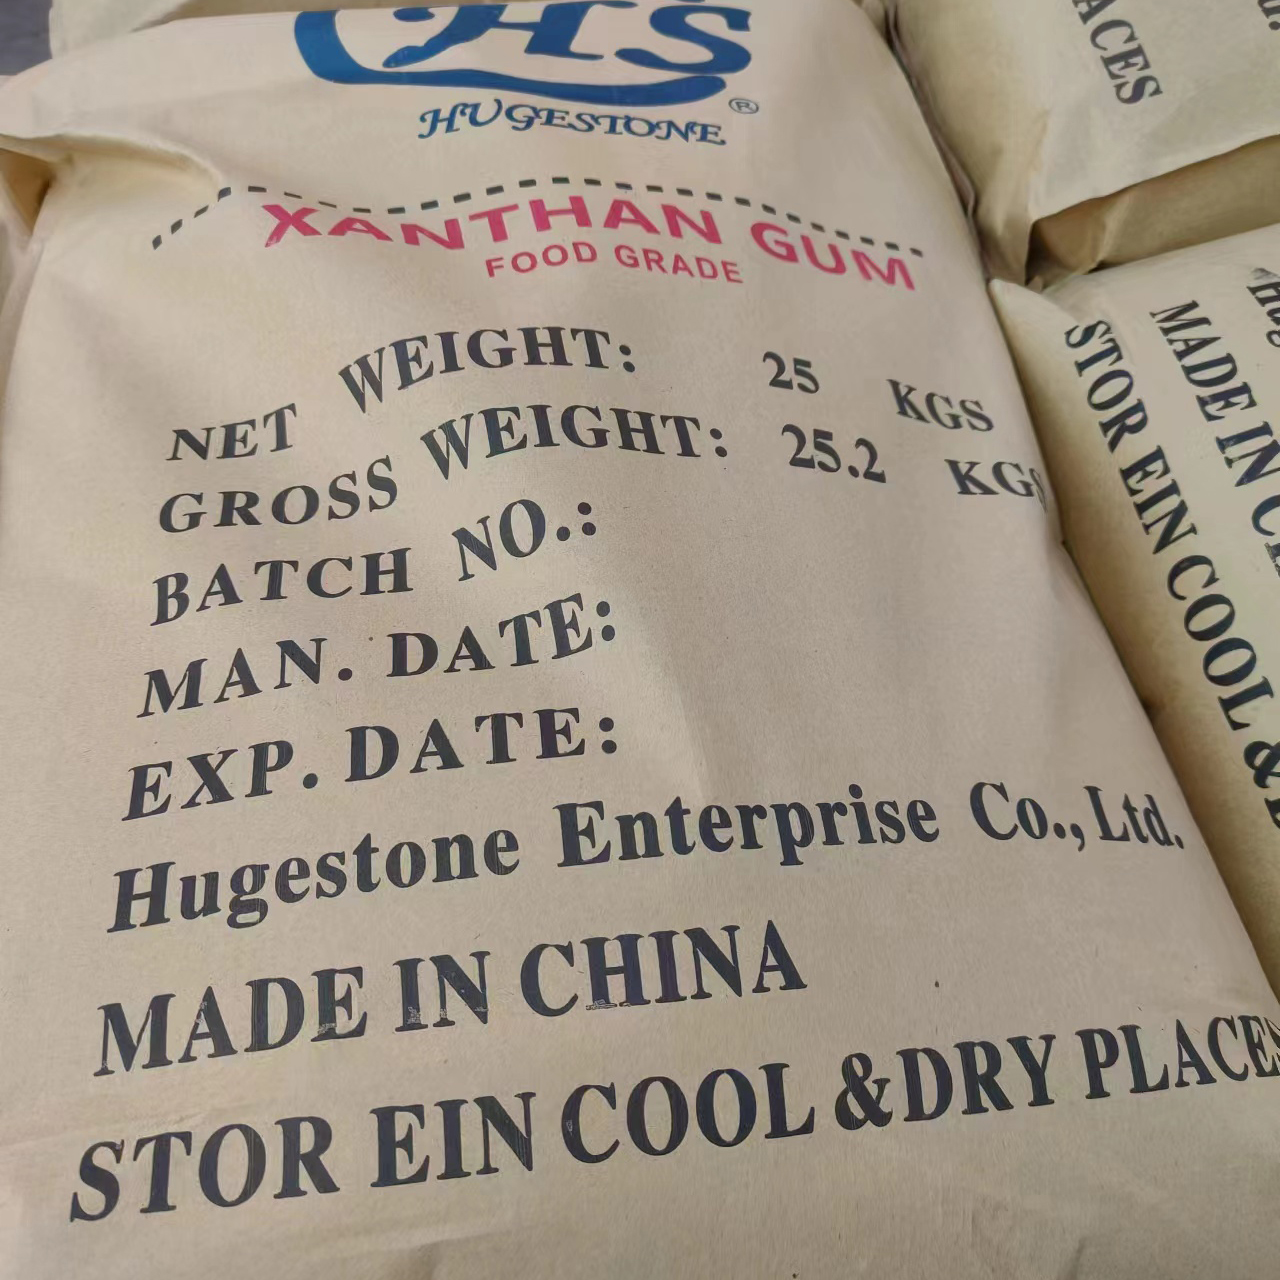 HS
HUGESTONE®
XANTHAN GUM
FOOD GRADE
NET WEIGHT: 25 KGS
GROSS WEIGHT: 25.2 KGS
BATCH NO.:
MAN. DATE:
EXP. DATE:
Hugestone Enterprise Co., Ltd.
MADE IN CHINA
STOR EIN COOL &DRY PLACES
ACES
MADE IN C
STOR EIN COOL &